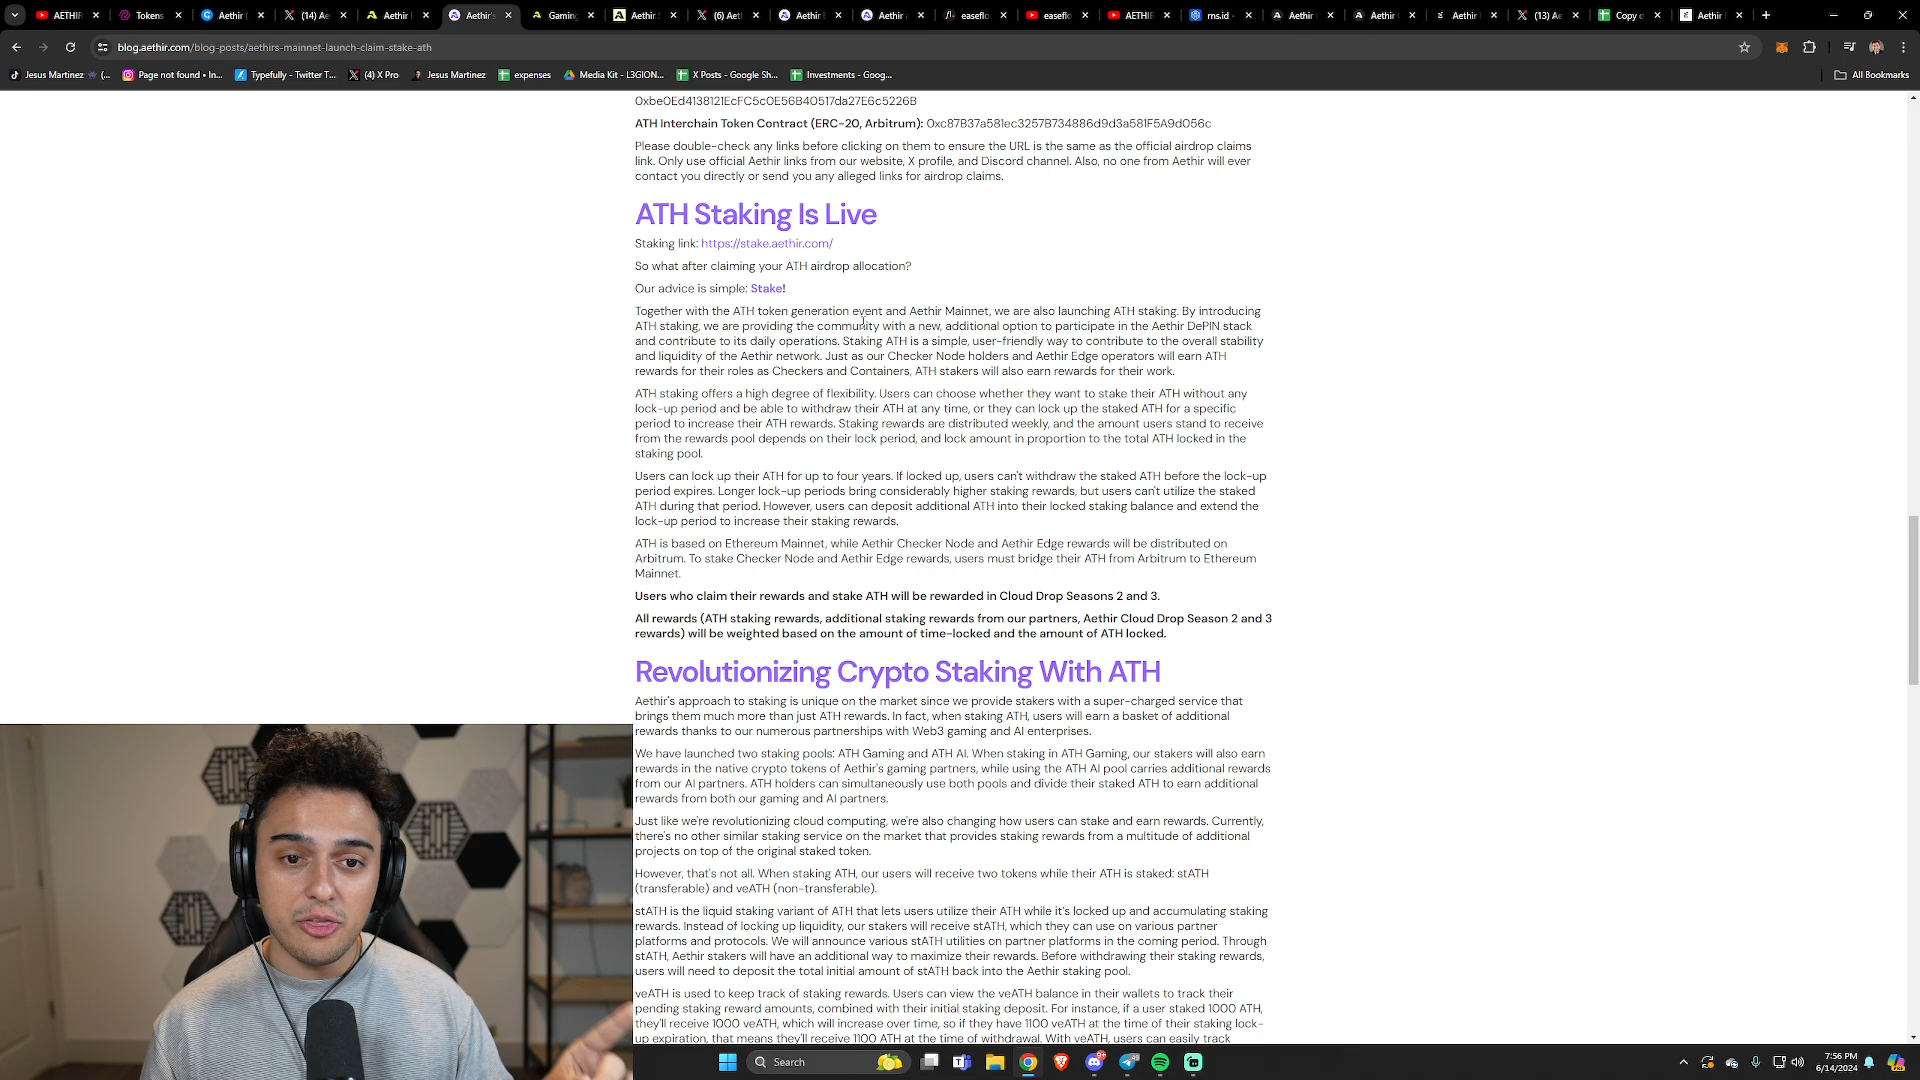 AETHIR
Tokens
Aethir (
(14) Ae
Aethir
Aethir's
Gaming
Aethir
(6) Aet
Aethir
Aethir
easeflo
easeflo
AETHIR
rns.id
Aethir
Aethir
Aethir
(13) Ae
Copy o
Aethir
blog.aethir.com/blog-posts/aethirs-mainnet-launch-claim-stake-ath
Jesus Martinez (...
Page not found • In...
Typefully - Twitter T...
(4) X Pro
Jesus Martinez
expenses
Media Kit - L3GION...
X Posts - Google Sh...
Investments - Goog...
All Bookmarks
0xbe0Ed4138121EcFC5c0E56B40517da27E6c5226B
ATH Interchain Token Contract (ERC-20, Arbitrum): 0xc87B37a581ec3257B734886d9d3a581F5A9d056c
Please double-check any links before clicking on them to ensure the URL is the same as the official airdrop claims
link. Only use official Aethir links from our website, X profile, and Discord channel. Also, no one from Aethir will ever
contact you directly or send you any alleged links for airdrop claims.
ATH Staking Is Live
Staking link: https://stake.aethir.com/
So what after claiming your ATH airdrop allocation?
Our advice is simple: Stake!
Together with the ATH token generation event and Aethir Mainnet, we are also launching ATH staking. By introducing
ATH staking, we are providing the community with a new, additional option to participate in the Aethir DePIN stack
and contribute to its daily operations. Staking ATH is a simple, user-friendly way to contribute to the overall stability
and liquidity of the Aethir network. Just as our Checker Node holders and Aethir Edge operators will earn ATH
rewards for their roles as Checkers and Containers, ATH stakers will also earn rewards for their work.
ATH staking offers a high degree of flexibility. Users can choose whether they want to stake their ATH without any
lock-up period and be able to withdraw their ATH at any time, or they can lock up the staked ATH for a specific
period to increase their ATH rewards. Staking rewards are distributed weekly, and the amount users stand to receive
from the rewards pool depends on their lock period, and lock amount in proportion to the total ATH locked in the
staking pool.
Users can lock up their ATH for up to four years. If locked up, users can't withdraw the staked ATH before the lock-up
period expires. Longer lock-up periods bring considerably higher staking rewards, but users can't utilize the staked
ATH during that period. However, users can deposit additional ATH into their locked staking balance and extend the
lock-up period to increase their staking rewards.
ATH is based on Ethereum Mainnet, while Aethir Checker Node and Aethir Edge rewards will be distributed on
Arbitrum. To stake Checker Node and Aethir Edge rewards, users must bridge their ATH from Arbitrum to Ethereum
Mainnet.
Users who claim their rewards and stake ATH will be rewarded in Cloud Drop Seasons 2 and 3.
All rewards (ATH staking rewards, additional staking rewards from our partners, Aethir Cloud Drop Season 2 and 3
rewards) will be weighted based on the amount of time-locked and the amount of ATH locked.
Revolutionizing Crypto Staking With ATH
Aethir's approach to staking is unique on the market since we provide stakers with a super-charged service that
brings them much more than just ATH rewards. In fact, when staking ATH, users will earn a basket of additional
rewards thanks to our numerous partnerships with Web3 gaming and AI enterprises.
We have launched two staking pools: ATH Gaming and ATH AI. When staking in ATH Gaming, our stakers will also earn
rewards in the native crypto tokens of Aethir's gaming partners, while using the ATH AI pool carries additional rewards
from our AI partners. ATH holders can simultaneously use both pools and divide their staked ATH to earn additional
rewards from both our gaming and AI partners.
Just like we're revolutionizing cloud computing, we're also changing how users can stake and earn rewards. Currently,
there's no other similar staking service on the market that provides staking rewards from a multitude of additional
projects on top of the original staked token.
However, that's not all. When staking ATH, our users will receive two tokens while their ATH is staked: stATH
(transferable) and veATH (non-transferable).
stATH is the liquid staking variant of ATH that lets users utilize their ATH while it's locked up and accumulating staking
rewards. Instead of locking up liquidity, our stakers will receive stATH, which they can use on various partner
platforms and protocols. We will announce various stATH utilities on partner platforms in the coming period. Through
stATH, Aethir stakers will have an additional way to maximize their rewards. Before withdrawing their staking rewards,
users will need to deposit the total initial amount of stATH back into the Aethir staking pool.
veATH is used to keep track of staking rewards. Users can view the veATH balance in their wallets to track their
pending staking reward amounts, combined with their initial staking deposit. For instance, if a user staked 1000 ATH,
they'll receive 1000 veATH, which will increase over time, so if they have 1100 veATH at the time of their staking lock-
up expiration, that means they'll receive 1100 ATH at the time of withdrawal. With veATH, users can easily track
Search
7:56 PM
6/14/2024